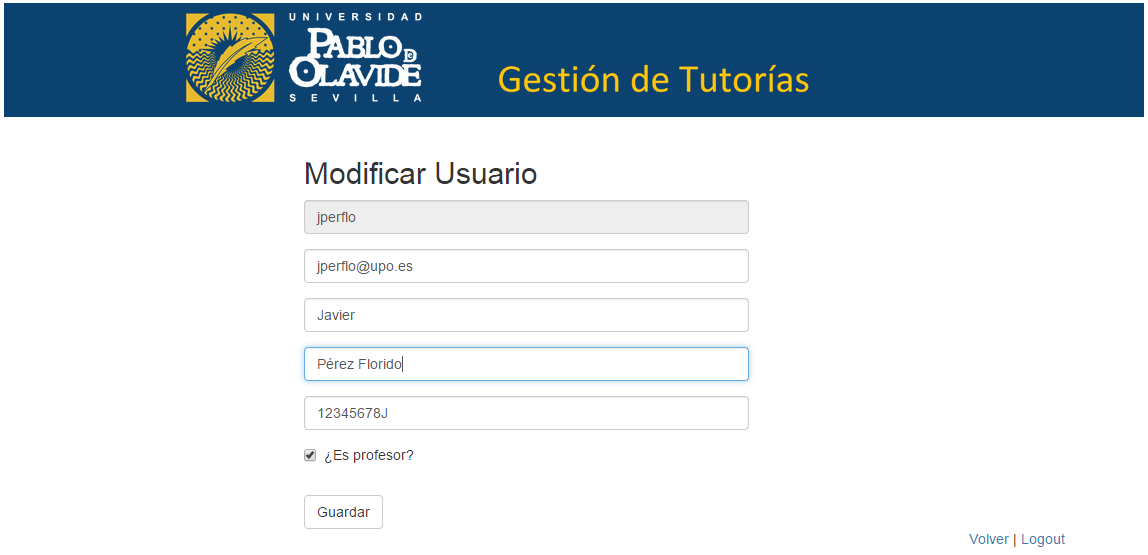 UNIVERSIDAD
PABLO DE
OLAVIDE
SEVILLA
Gestión de Tutorías
Modificar Usuario
jperflo
jperflo@upo.es
Javier
Pérez Florido
12345678J
¿Es profesor?
Guardar
Volver | Logout